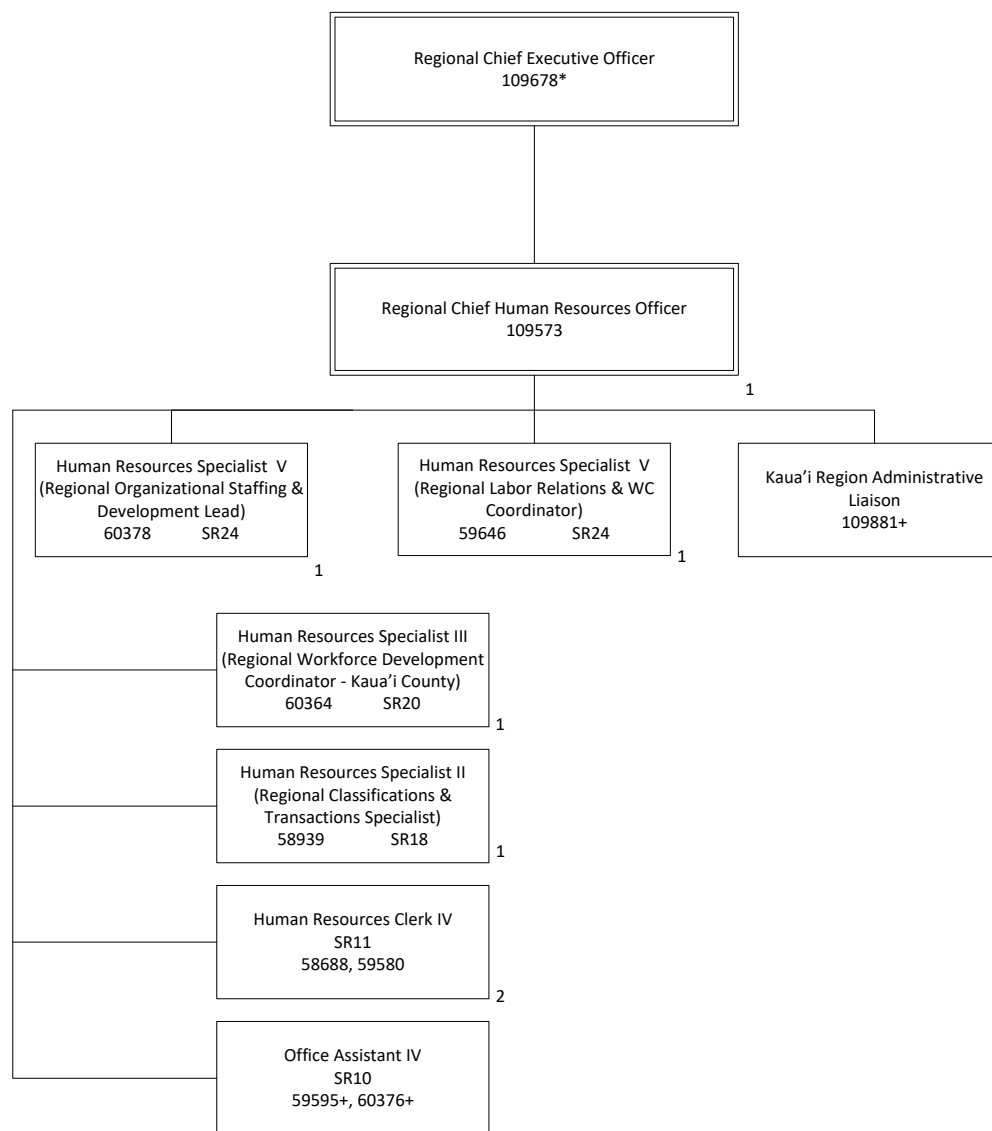 Regional Chief Executive Officer
109678*
Regional Chief Human Resources Officer
109573
1
Human Resources Specialist V
(Regional Organizational Staffing &
Development Lead)
60378 SR24
1
Human Resources Specialist V
(Regional Labor Relations & WC
Coordinator)
59646 SR24
1
Kaua’i Region Administrative
Liaison
109881+
Human Resources Specialist III
(Regional Workforce Development
Coordinator - Kaua’i County)
60364 SR20
1
Human Resources Specialist II
(Regional Classifications &
Transactions Specialist)
58939 SR18
1
Human Resources Clerk IV
SR11
58688, 59580
2
Office Assistant IV
SR10
59595+, 60376+